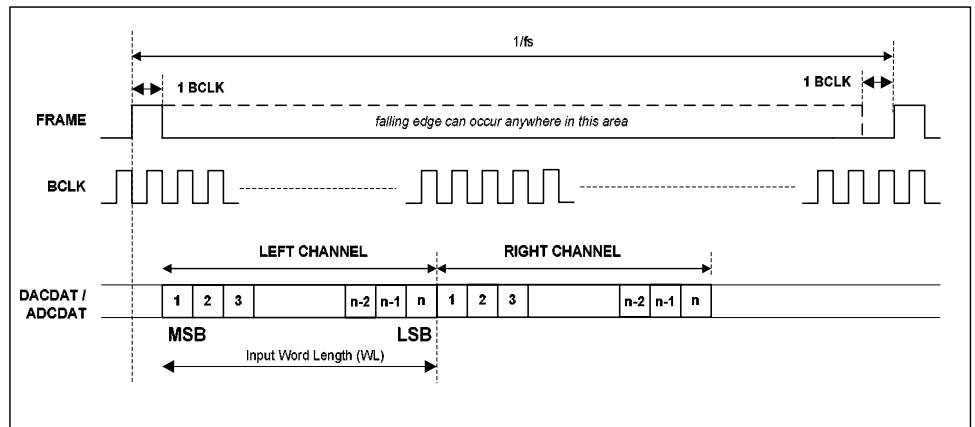 1/fs
1 BCLK
1 BCLK
FRAME
falling edge can occur anywhere in this area
BCLK
LEFT CHANNEL
RIGHT CHANNEL
DACDAT /
ADCDAT
1 2 3 n-2 n-1 n 1 2 3 n-2 n-1 n
MSB LSB
Input Word Length (WL)